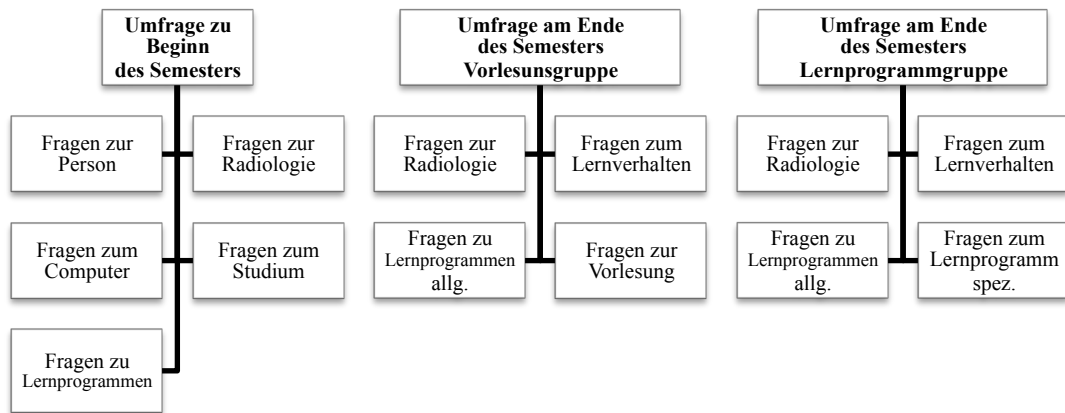 Umfrage zu
Beginn
des Semesters
Fragen zur
Person
Fragen zur
Radiologie
Fragen zum
Computer
Fragen zum
Studium
Fragen zu
Lernprogrammen
Umfrage am Ende
des Semesters
Vorlesunsgruppe
Fragen zur
Radiologie
Fragen zum
Lernverhalten
Fragen zu
Lernprogrammen
allg.
Fragen zur
Vorlesung
Umfrage am Ende
des Semesters
Lernprogrammgruppe
Fragen zur
Radiologie
Fragen zum
Lernverhalten
Fragen zu
Lernprogrammen
allg.
Fragen zum
Lernprogramm
spez.